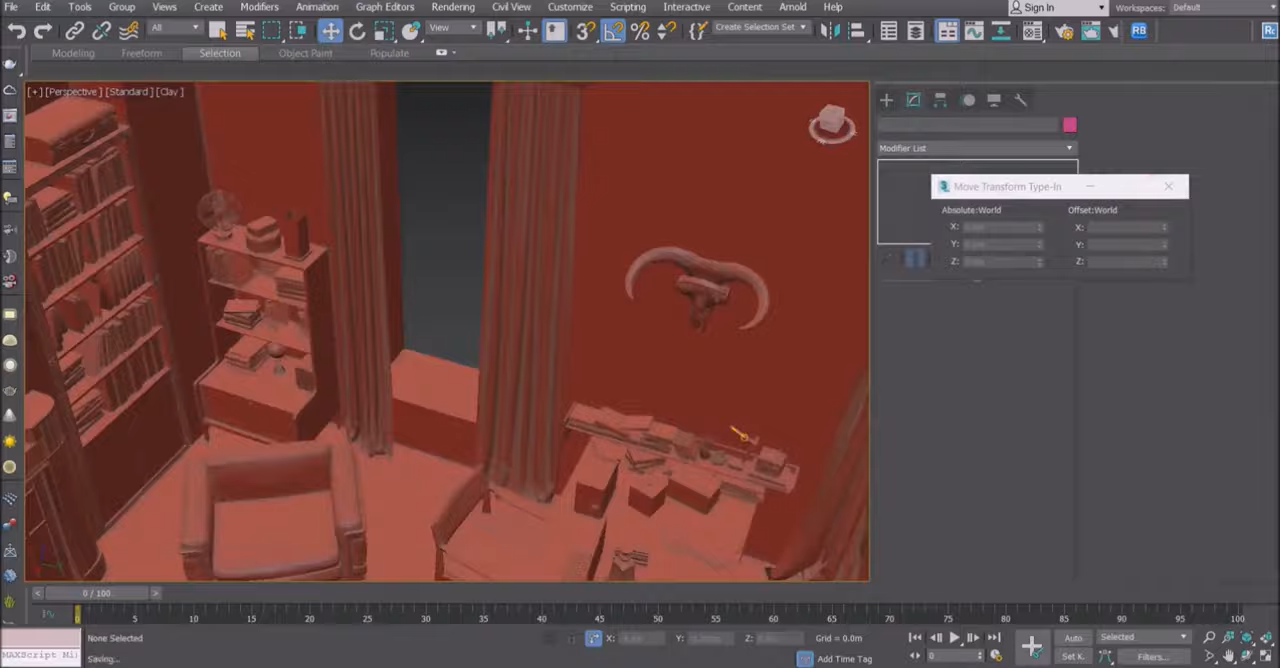 File Edit Tools Group Views Create Modifiers Animation Graph Editors Rendering Civil View Customize Scripting Interactive Content Arnold Help Sign In Workspaces: Default
All View Create Selection Set RB
Modeling Freeform Selection Object Paint Populate
[+] [Perspective] [Standard] [Clay]
Modifier List
Move Transform Type-In
Absolute:World Offset:World
X: X:
Y: Y:
Z: Z:
0 / 100
5 10 15 20 25 30 35 40 45 50 55 60 65 70 75 80 85 90 95 100
None Selected X: Y: Z: Grid = 0.0m Auto Selected
MAXScript Mi Saving... Add Time Tag 0 Set K. Filters...